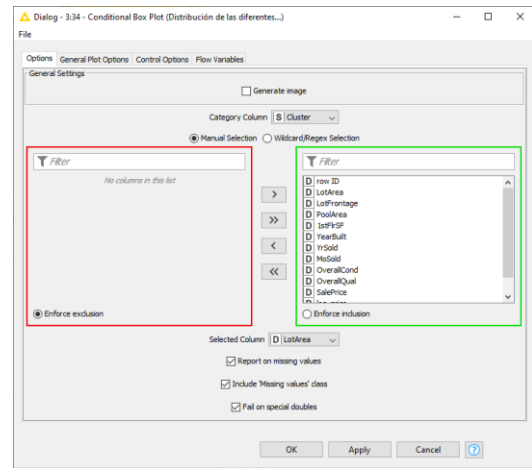 Dialog - 3:34 - Conditional Box Plot (Distribución de las diferentes...)
File
Options General Plot Options Control Options Flow Variables
General Settings
Generate image
Category Column S Cluster
Manual Selection Wildcard/Regex Selection
Filter
No columns in this list
Enforce exclusion
>
>>
<
<<
Filter
D row ID
D LotArea
D LotFrontage
D PoolArea
D 1stFlrSF
D YearBuilt
D YrSold
D MoSold
D OverallCond
D OverallQual
D SalePrice
Enforce inclusion
Selected Column D LotArea
Report on missing values
Include 'Missing values' class
Fail on special doubles
OK Apply Cancel ?